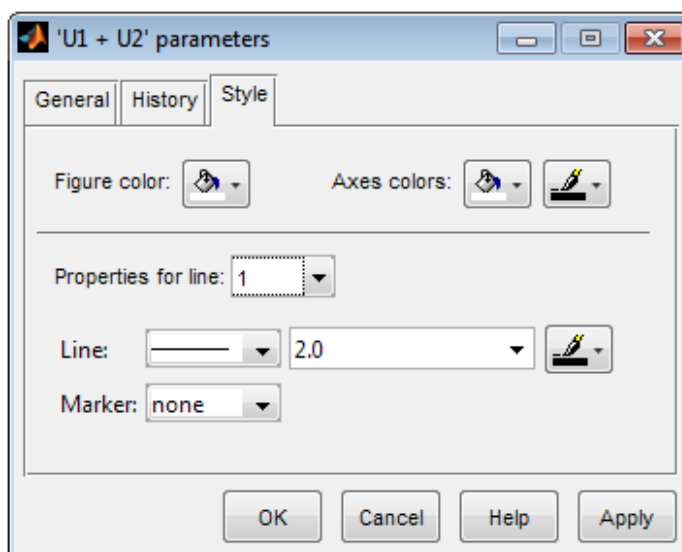 'U1 + U2' parameters
General History Style
Figure color: Axes colors:
Properties for line: 1
Line: 2.0
Marker: none
OK Cancel Help Apply